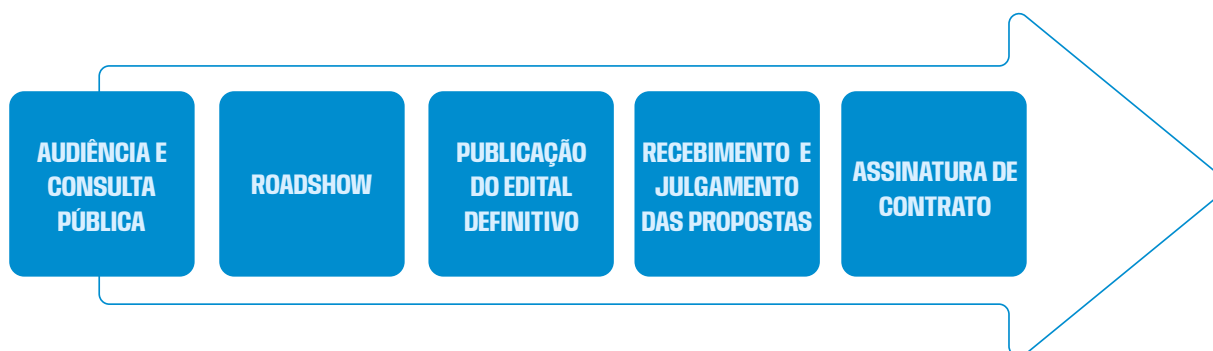 AUDIÊNCIA E
CONSULTA
PÚBLICA
ROADSHOW
PUBLICAÇÃO
DO EDITAL
DEFINITIVO
RECEBIMENTO E
JULGAMENTO
DAS PROPOSTAS
ASSINATURA DE
CONTRATO